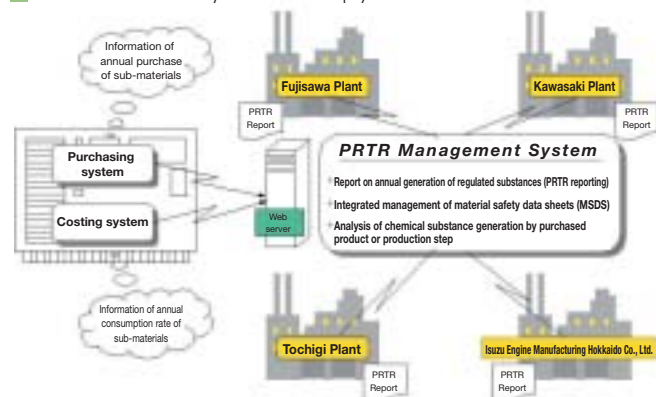 Information of
annual purchase
of sub-materials
Fujisawa Plant
Kawasaki Plant
PRTR
Report
PRTR
Report
PRTR Management System
Purchasing
system
Report on annual generation of regulated substances (PRTR reporting)
Integrated management of material safety data sheets (MSDS)
Costing system
Web
server
Analysis of chemical substance generation by purchased
product or production step
Information of annual
consumption rate of
sub-materials
Tochigi Plant
Isuzu Engine Manufacturing Hokkaido Co., Ltd.
PRTR
Report
PRTR
Report